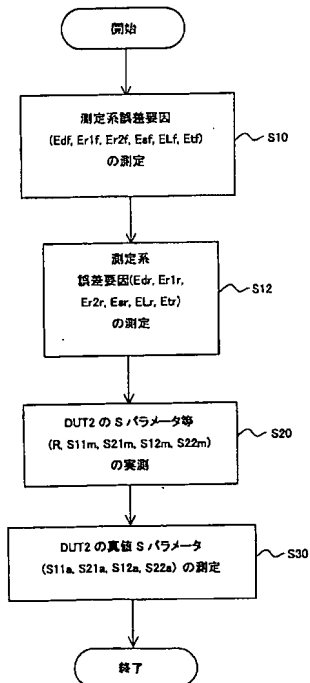 開始
測定系誤差要因
(Edf, Er1f, Er2f, Esf, ELf, Etf)
の測定
S10
測定系
誤差要因(Edr, Er1r,
Er2r, Esr, ELr, Etr)
の測定
S12
DUT2 の S パラメータ等
(R, S11m, S21m, S12m, S22m)
の実測
S20
DUT2 の真値 S パラメータ
(S11a, S21a, S12a, S22a) の測定
S30
終了